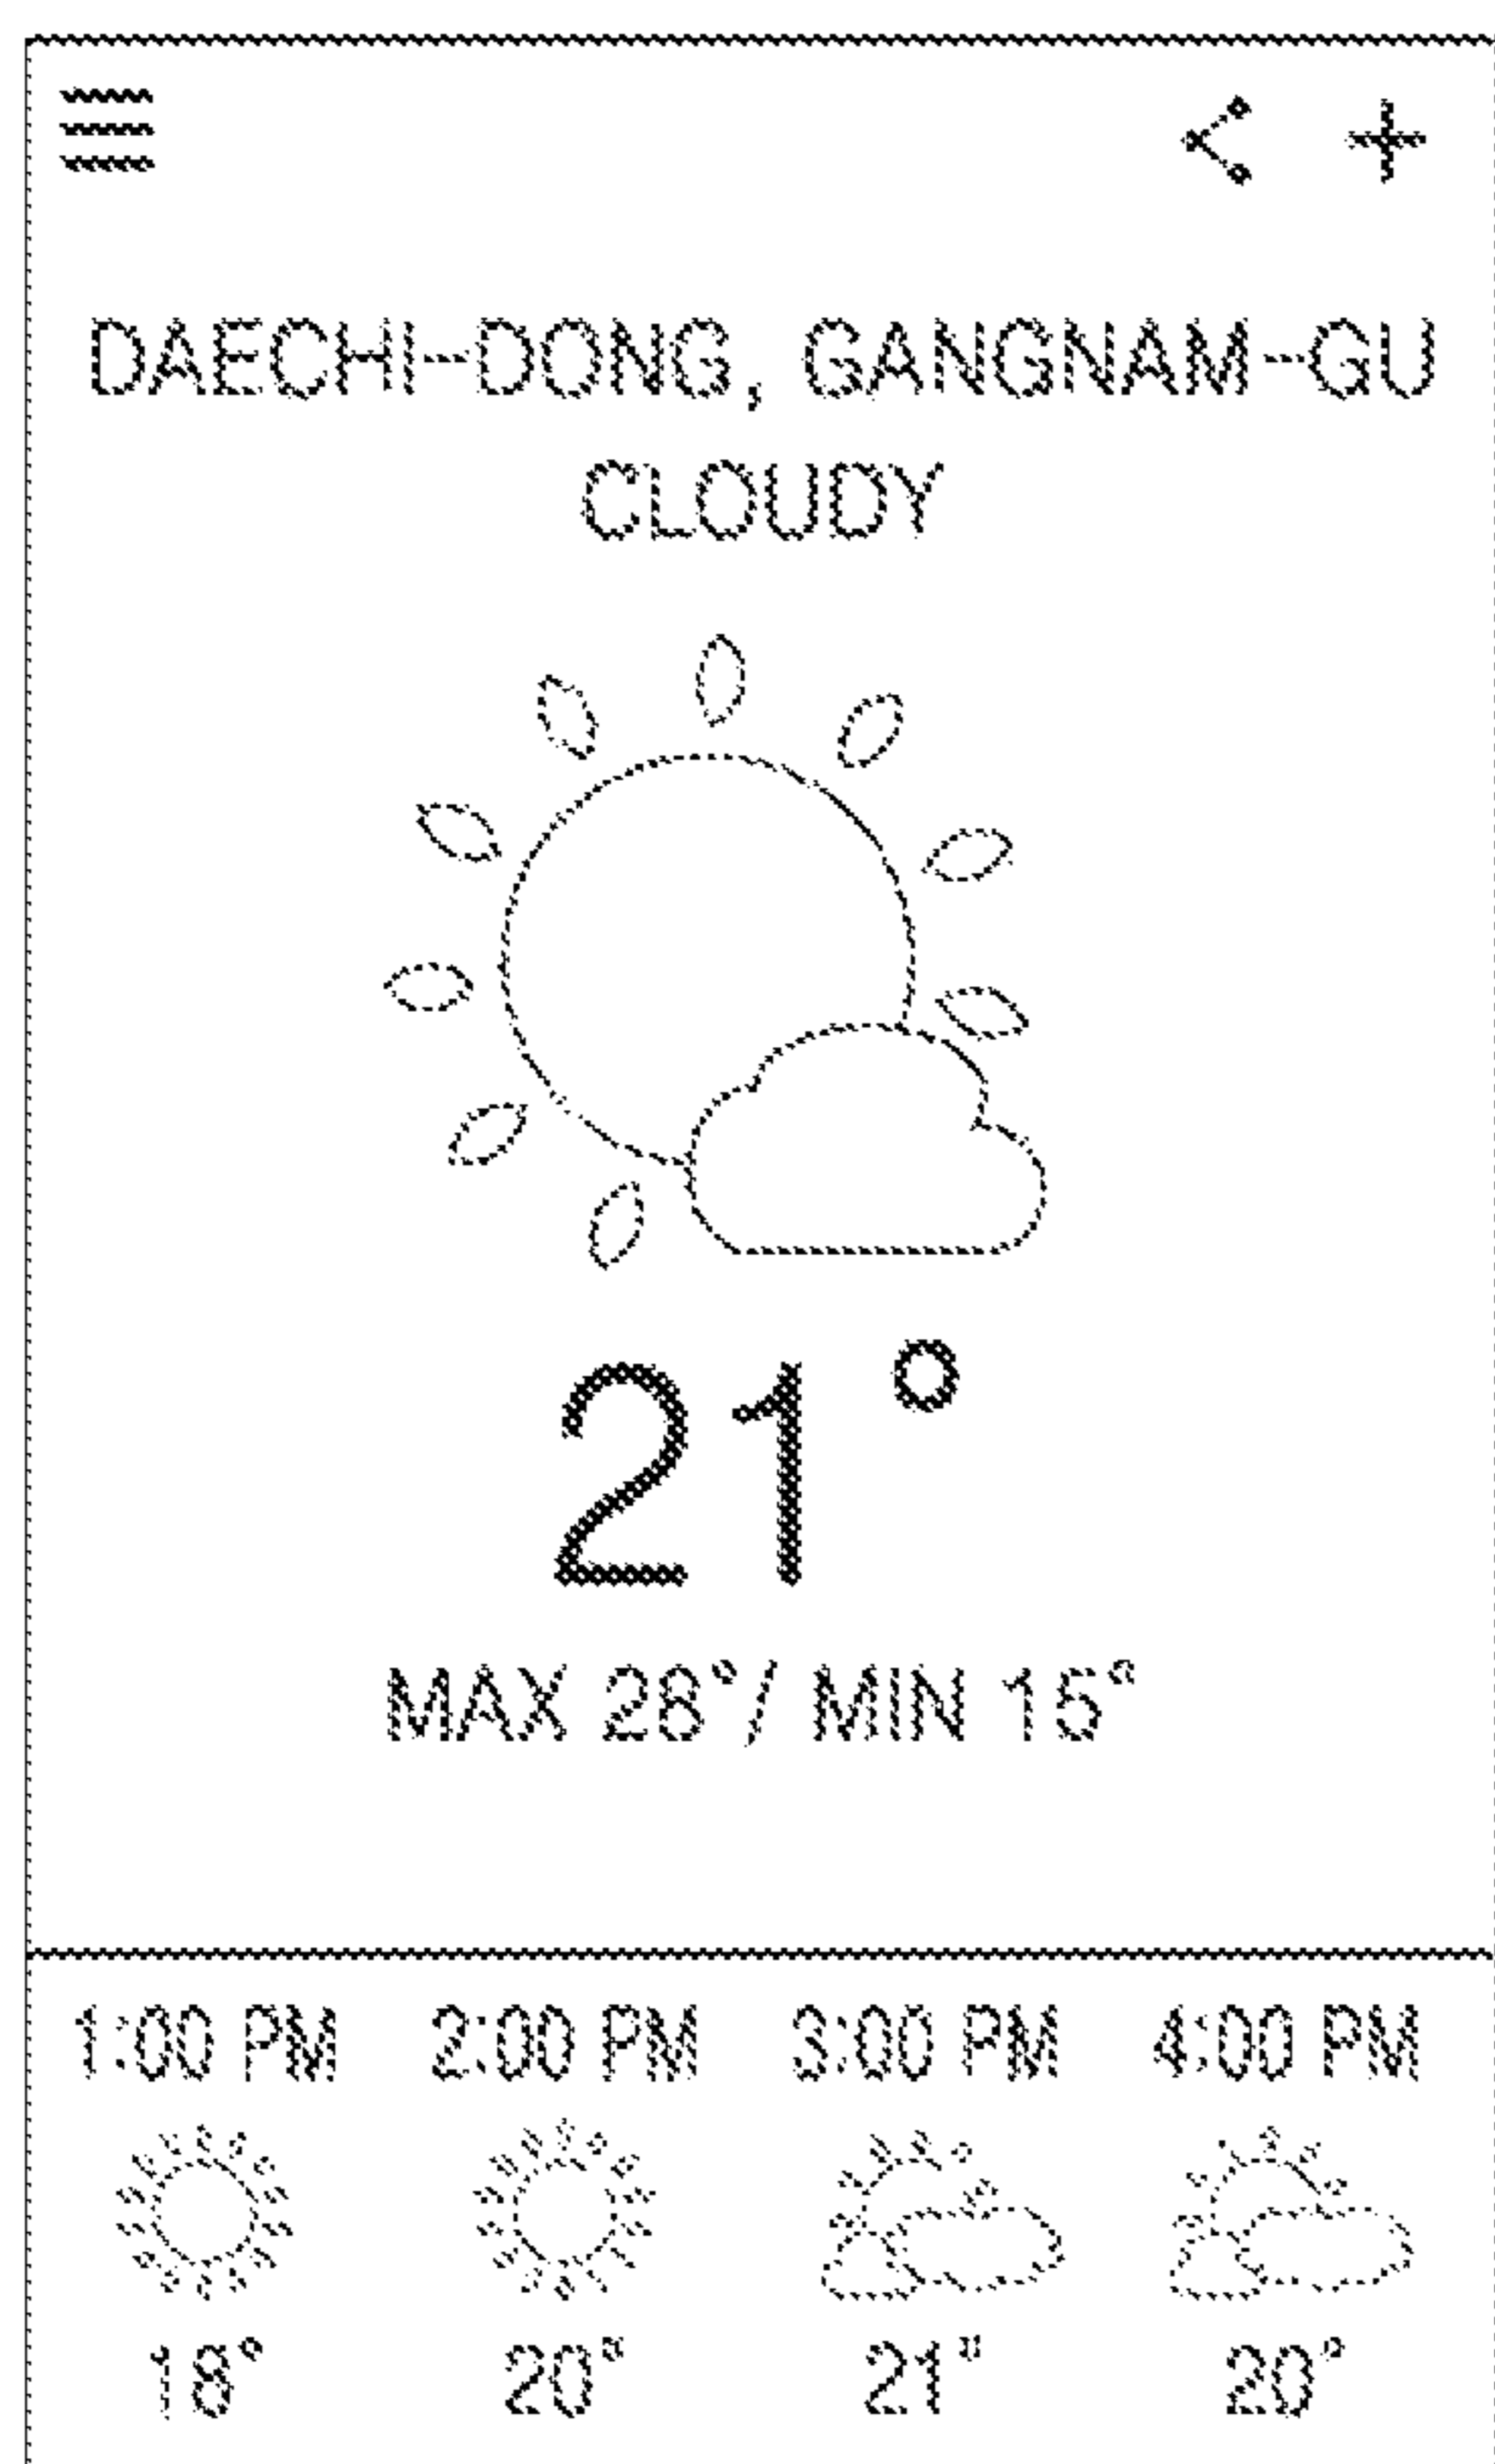 DAECHI-DONG, GANGNAM-GU
CLOUDY
21°
MAX 28°/ MIN 15°
1:00 PM 2:00 PM 3:00 PM 4:00 PM
18° 20° 21° 20°